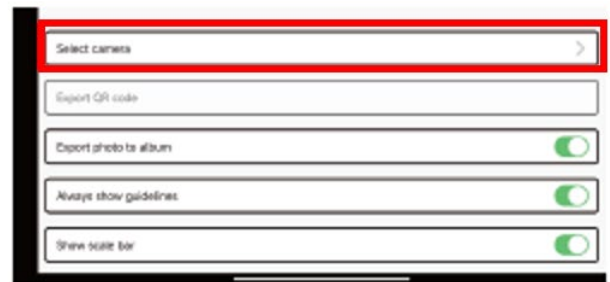 Select camera
Export QR code
Export photo to album
Always show guidelines
Show scale bar